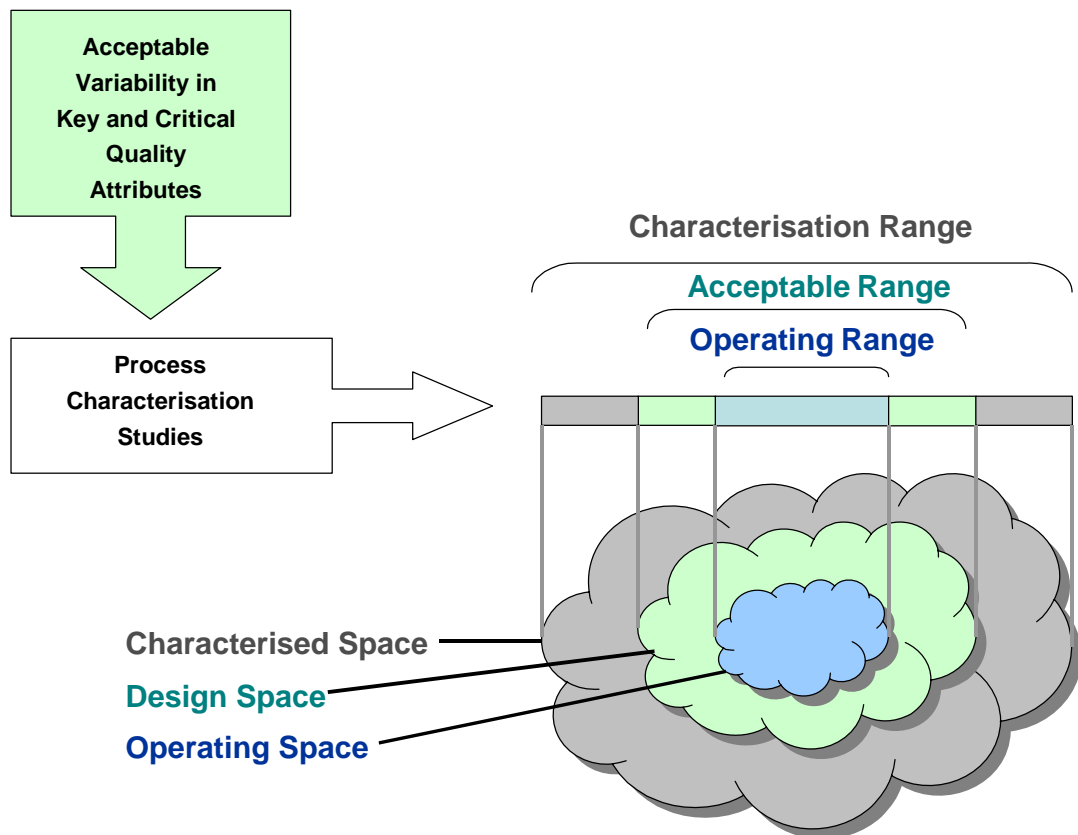 Acceptable
Variability in
Key and Critical
Quality
Attributes
Process
Characterisation
Studies
Characterisation Range
Acceptable Range
Operating Range
Characterised Space
Design Space
Operating Space